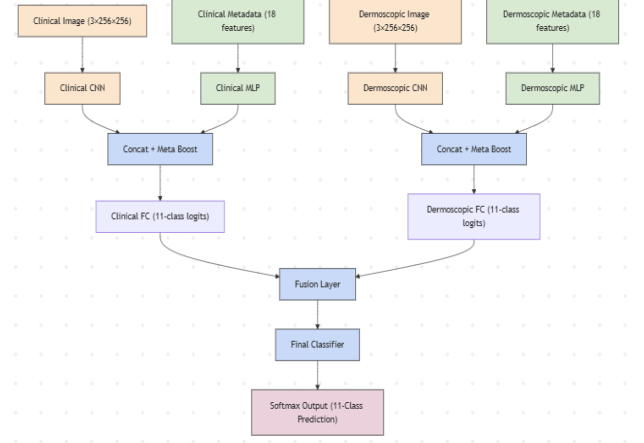 Clinical Image (3×256×256)
Clinical Metadata (18
features)
Dermoscopic Image
(3×256×256)
Dermoscopic Metadata (18
features)
Clinical CNN
Clinical MLP
Dermoscopic CNN
Dermoscopic MLP
Concat + Meta Boost
Concat + Meta Boost
Clinical FC (11-class logits)
Dermoscopic FC (11-class
logits)
Fusion Layer
Final Classifier
Softmax Output (11-Class
Prediction)